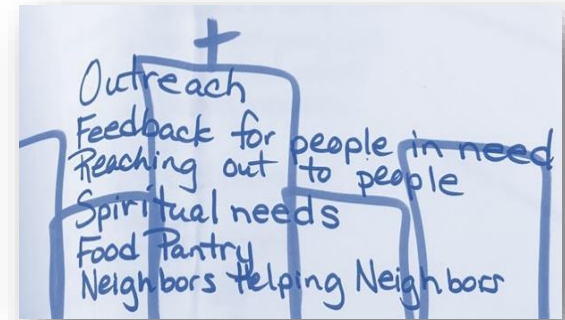 Outreach
Feedback for people in need
Reaching out to people
Spiritual needs
Food Pantry
Neighbors Helping Neighbors